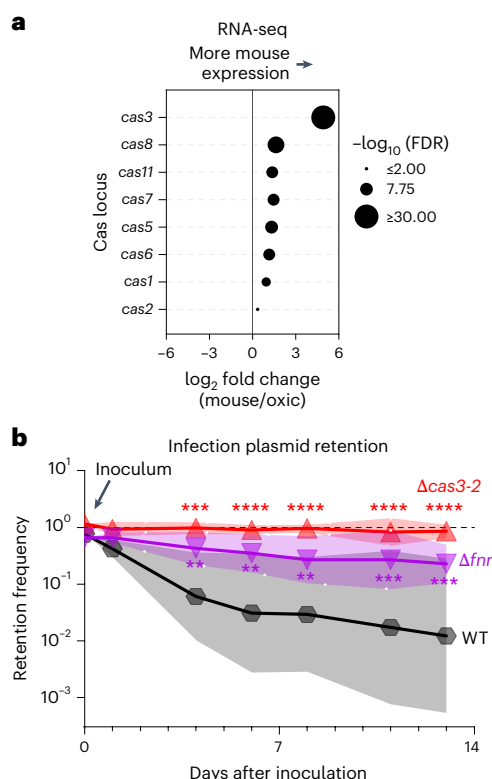 a
RNA-seq
More mouse
expression
Cas locus
cas3
cas8
cas11
cas7
cas5
cas6
cas1
cas2
–log10 (FDR)
≤2.00
7.75
≥30.00
−6 −3 0 3 6
log2 fold change
(mouse/oxic)
b
Infection plasmid retention
Inoculum
Δcas3-2
*** **** **** **** ****
Δfnr
** ** ** *** ***
WT
Retention frequency
10¹
10⁰
10⁻¹
10⁻²
10⁻³
0 7 14
Days after inoculation